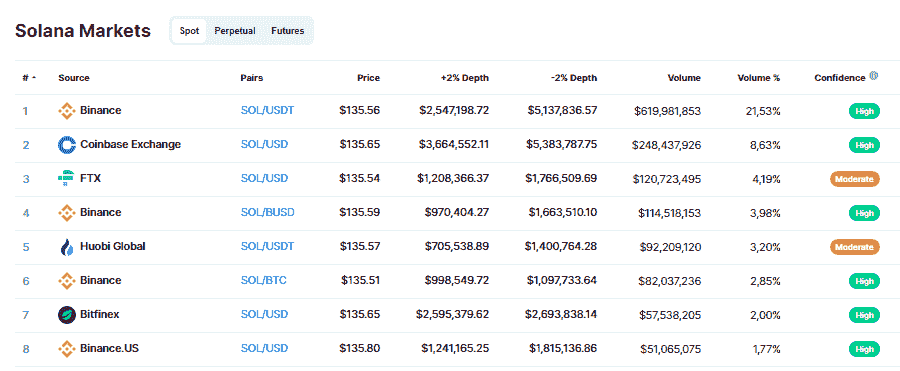 Solana Markets Spot Perpetual Futures
# Source Pairs Price +2% Depth -2% Depth Volume Volume % Confidence
1 Binance SOL/USDT $135.56 $2,547,198.72 $5,137,836.57 $619,981,853 21,53% High
2 Coinbase Exchange SOL/USD $135.65 $3,664,552.11 $5,383,787.75 $248,437,926 8,63% High
3 FTX SOL/USD $135.54 $1,208,366.37 $1,766,509.69 $120,723,495 4,19% Moderate
4 Binance SOL/BUSD $135.59 $970,404.27 $1,663,510.10 $114,518,153 3,98% High
5 Huobi Global SOL/USDT $135.57 $705,538.89 $1,400,764.28 $92,209,120 3,20% Moderate
6 Binance SOL/BTC $135.51 $998,549.72 $1,097,733.64 $82,037,236 2,85% High
7 Bitfinex SOL/USD $135.65 $2,595,379.62 $2,693,838.14 $57,538,205 2,00% High
8 Binance.US SOL/USD $135.80 $1,241,165.25 $1,815,136.86 $51,065,075 1,77% High